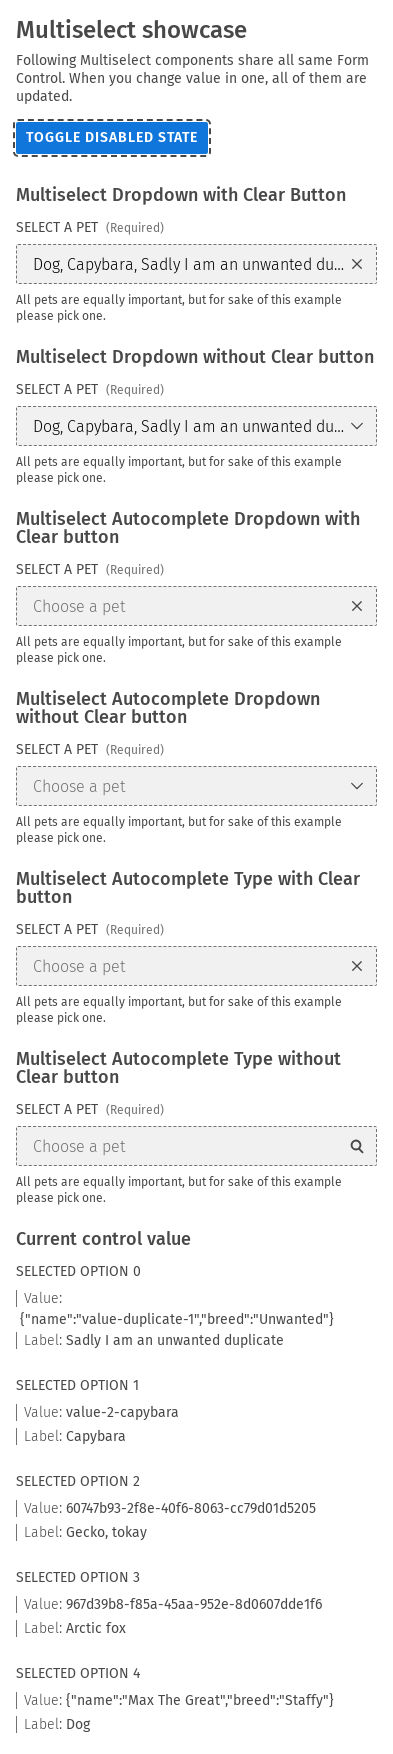 Multiselect showcase
Following Multiselect components share all same Form
Control. When you change value in one, all of them are
updated.
TOGGLE DISABLED STATE
Multiselect Dropdown with Clear Button
SELECT A PET (Required)
Dog, Capybara, Sadly I am an unwanted du...
All pets are equally important, but for sake of this example
please pick one.
Multiselect Dropdown without Clear button
SELECT A PET (Required)
Dog, Capybara, Sadly I am an unwanted du...
All pets are equally important, but for sake of this example
please pick one.
Multiselect Autocomplete Dropdown with
Clear button
SELECT A PET (Required)
Choose a pet
All pets are equally important, but for sake of this example
please pick one.
Multiselect Autocomplete Dropdown
without Clear button
SELECT A PET (Required)
Choose a pet
All pets are equally important, but for sake of this example
please pick one.
Multiselect Autocomplete Type with Clear
button
SELECT A PET (Required)
Choose a pet
All pets are equally important, but for sake of this example
please pick one.
Multiselect Autocomplete Type without
Clear button
SELECT A PET (Required)
Choose a pet
All pets are equally important, but for sake of this example
please pick one.
Current control value
SELECTED OPTION 0
Value:
{"name":"value-duplicate-1","breed":"Unwanted"}
Label: Sadly I am an unwanted duplicate
SELECTED OPTION 1
Value: value-2-capybara
Label: Capybara
SELECTED OPTION 2
Value: 60747b93-2f8e-40f6-8063-cc79d01d5205
Label: Gecko, tokay
SELECTED OPTION 3
Value: 967d39b8-f85a-45aa-952e-8d0607dde1f6
Label: Arctic fox
SELECTED OPTION 4
Value: {"name":"Max The Great","breed":"Staffy"}
Label: Dog